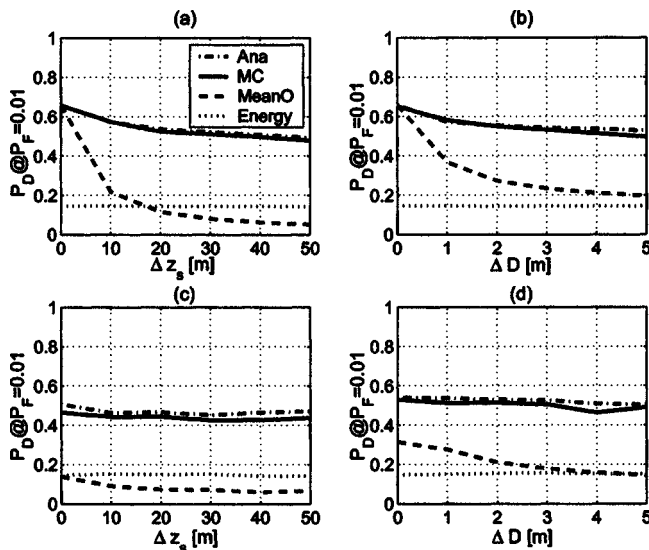 (a)
1
0.8
0.6
0.4
0.2
0
P_D@P_F=0.01
Ana
MC
MeanO
Energy
0 10 20 30 40 50
Δ z_s [m]
(b)
1
0.8
0.6
0.4
0.2
0
P_D@P_F=0.01
0 1 2 3 4 5
Δ D [m]
(c)
1
0.8
0.6
0.4
0.2
0
P_D@P_F=0.01
0 10 20 30 40 50
Δ z_s [m]
(d)
1
0.8
0.6
0.4
0.2
0
P_D@P_F=0.01
0 1 2 3 4 5
Δ D [m]